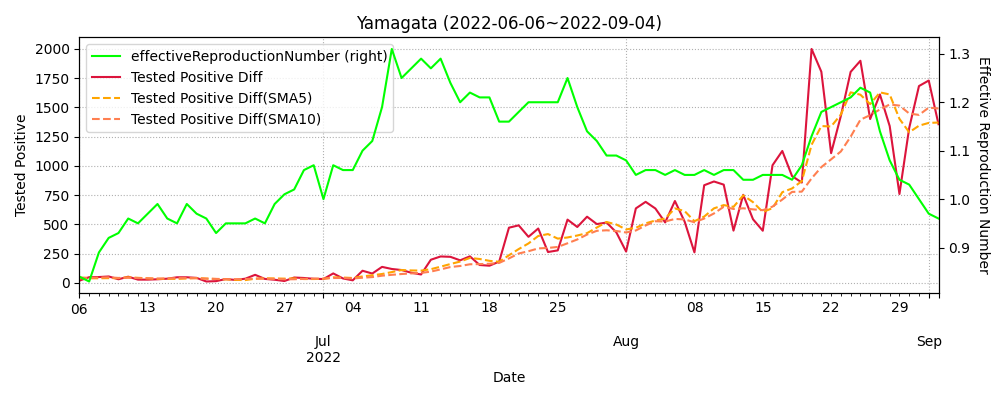 Yamagata (2022-06-06~2022-09-04)
effectiveReproductionNumber (right)
Tested Positive Diff
Tested Positive Diff(SMA5)
Tested Positive Diff(SMA10)
Tested Positive
2000
1750
1500
1250
1000
750
500
250
0
1.3
1.2
1.1
1.0
0.9
Effective Reproduction Number
06 13 20 27 04 11 18 25 08 15 22 29
Jul Aug Sep
2022
Date